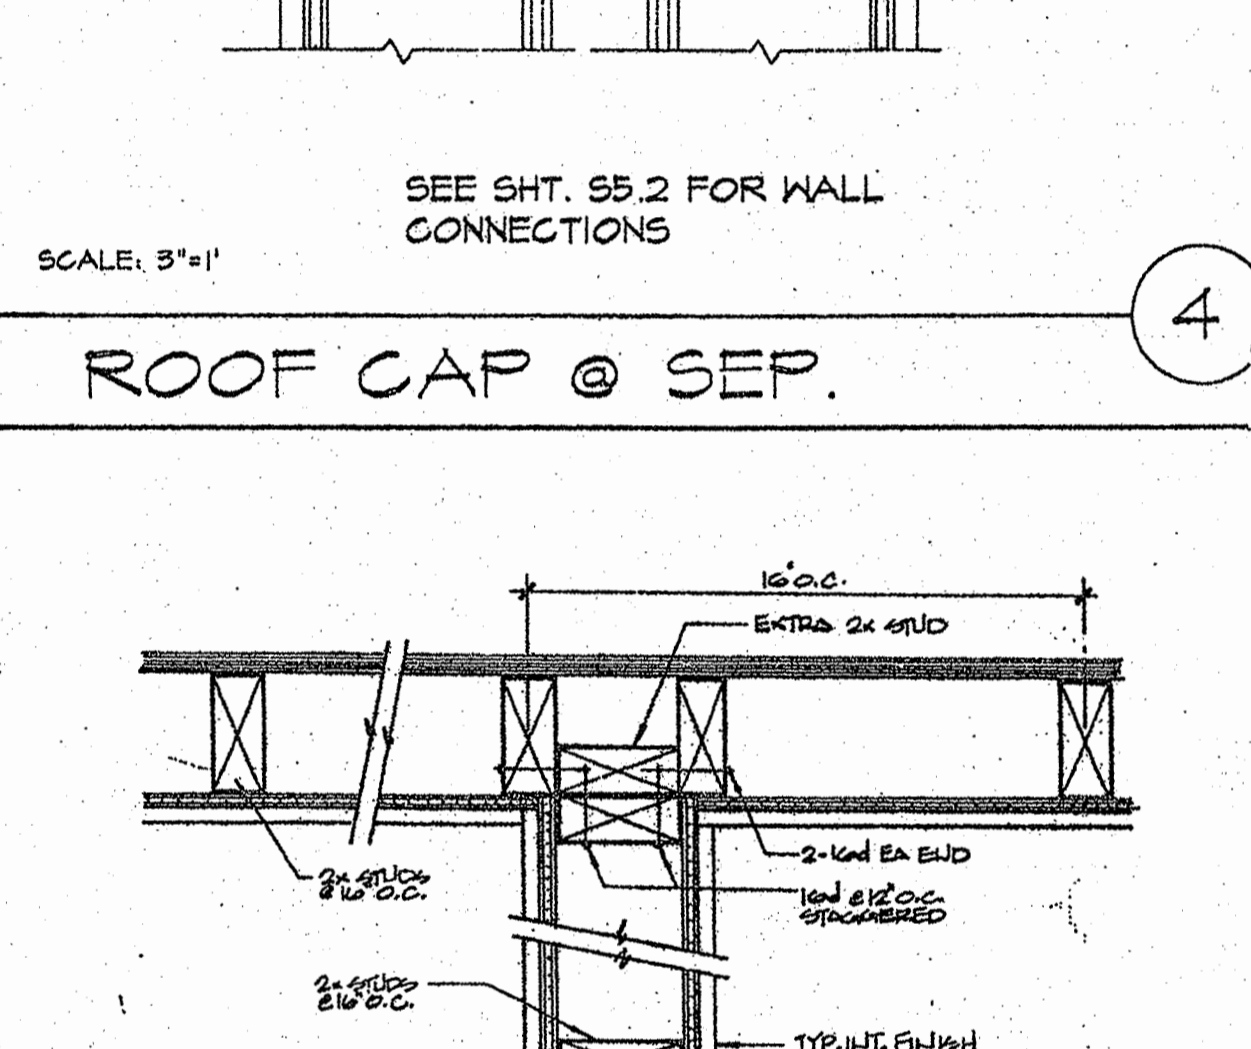 SEE SHT. S5.2 FOR WALL
CONNECTIONS
SCALE: 3"=1'
4
ROOF CAP @ SEP.
16" O.C.
EXTRA 2x STUD
2-16d EA END
2x STUDS
@ 16" O.C.
16d @ 12" O.C.
STAGGERED
2x STUDS
@ 16" O.C.
TYP. INT. FINISH